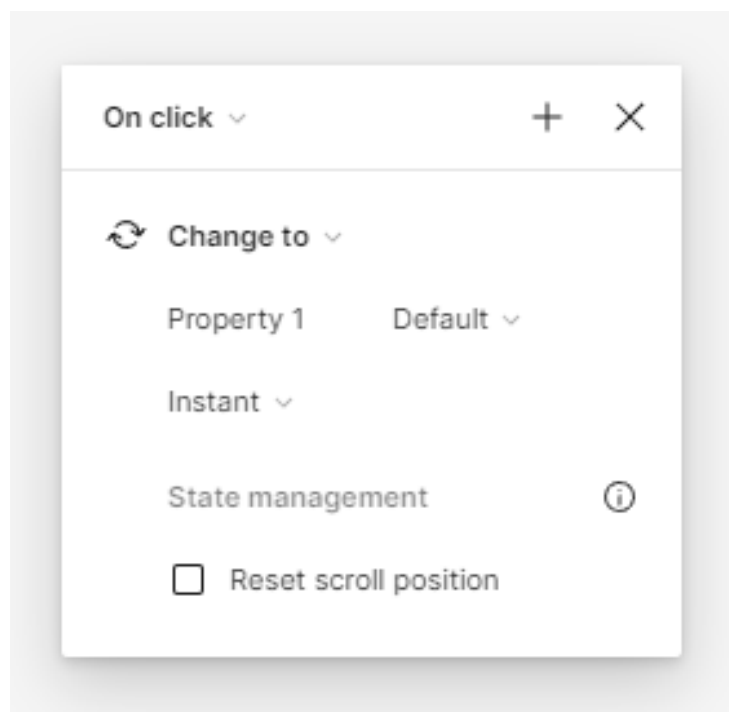 On click
Change to
Property 1 Default
Instant
State management
Reset scroll position